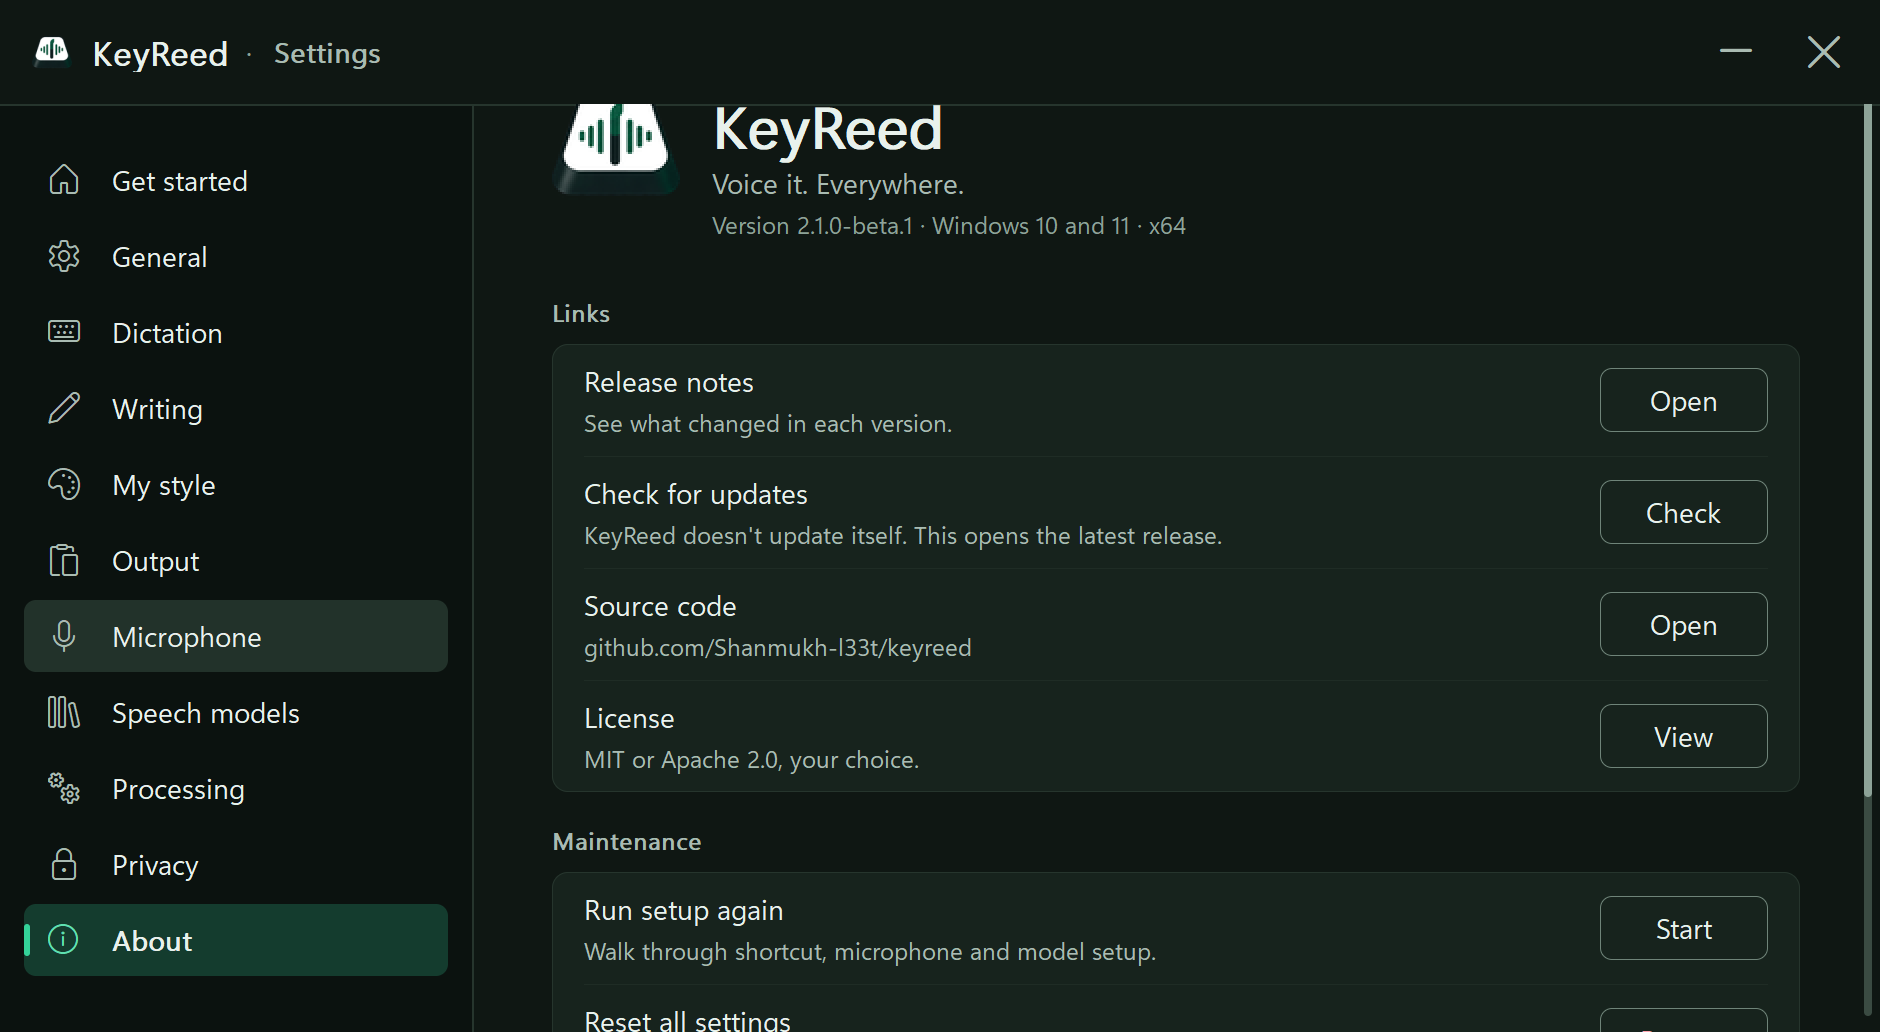 KeyReed · Settings
Get started
General
Dictation
Writing
My style
Output
Microphone
Speech models
Processing
Privacy
About
KeyReed
Voice it. Everywhere.
Version 2.1.0-beta.1 · Windows 10 and 11 · x64
Links
Release notes
See what changed in each version.
Open
Check for updates
KeyReed doesn't update itself. This opens the latest release.
Check
Source code
github.com/Shanmukh-l33t/keyreed
Open
License
MIT or Apache 2.0, your choice.
View
Maintenance
Run setup again
Walk through shortcut, microphone and model setup.
Start
Reset all settings